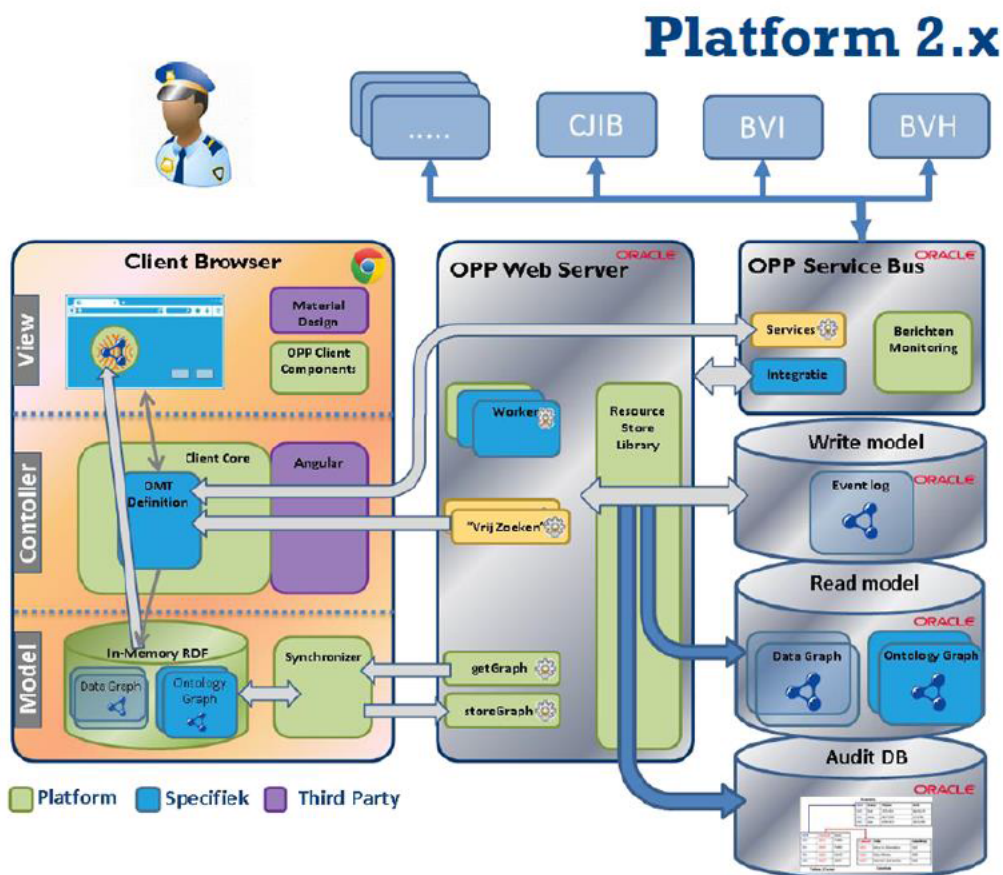 Platform 2.x
.....
CJIB
BVI
BVH
Client Browser
View
Material
Design
OPP Client
Components
Contoller
Client Core
DMT
Definition
Angular
Model
In-Memory RDF
Data Graph
Ontology
Graph
Synchronizer
ORACLE
OPP Web Server
Worker
Resource
Store
Library
"Vrij Zoeken"
getGraph
storeGraph
ORACLE
OPP Service Bus
Services
Integratie
Berichten
Monitoring
Write model
ORACLE
Event log
Read model
ORACLE
Data Graph
Ontology Graph
Audit DB
ORACLE
Platform
Specifiek
Third Party